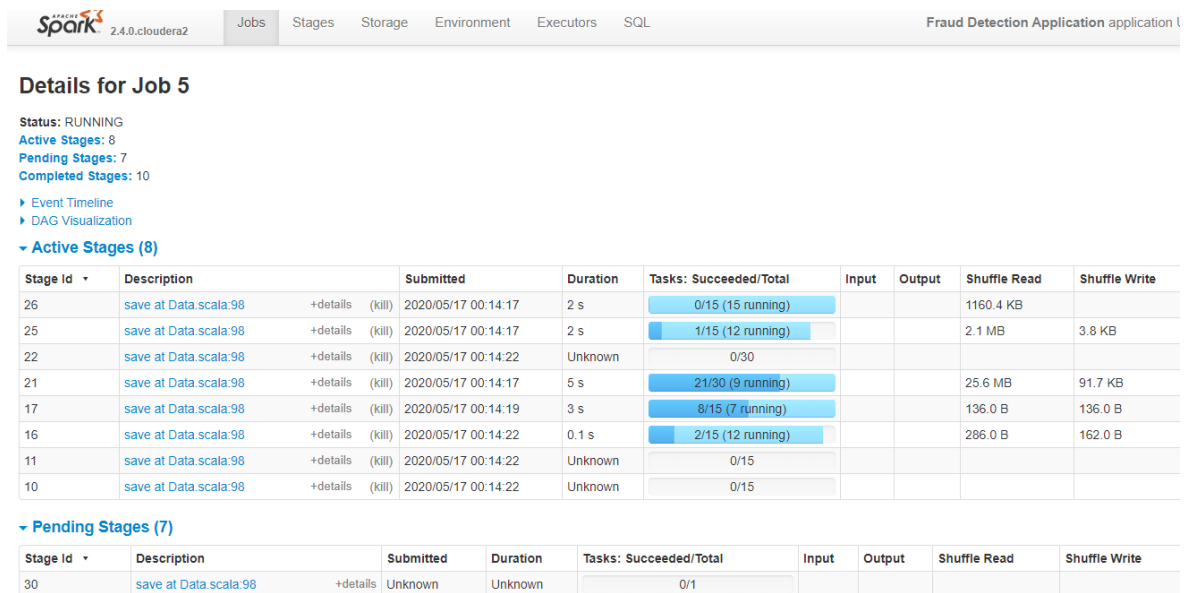 APACHE
Spark 2.4.0.cloudera2 Jobs Stages Storage Environment Executors SQL Fraud Detection Application application
Details for Job 5
Status: RUNNING
Active Stages: 8
Pending Stages: 7
Completed Stages: 10
Event Timeline
DAG Visualization
Active Stages (8)
Stage Id Description Submitted Duration Tasks: Succeeded/Total Input Output Shuffle Read Shuffle Write
26 save at Data.scala:98 +details (kill) 2020/05/17 00:14:17 2 s 0/15 (15 running) 1160.4 KB
25 save at Data.scala:98 +details (kill) 2020/05/17 00:14:17 2 s 1/15 (12 running) 2.1 MB 3.8 KB
22 save at Data.scala:98 +details (kill) 2020/05/17 00:14:22 Unknown 0/30
21 save at Data.scala:98 +details (kill) 2020/05/17 00:14:17 5 s 21/30 (9 running) 25.6 MB 91.7 KB
17 save at Data.scala:98 +details (kill) 2020/05/17 00:14:19 3 s 8/15 (7 running) 136.0 B 136.0 B
16 save at Data.scala:98 +details (kill) 2020/05/17 00:14:22 0.1 s 2/15 (12 running) 286.0 B 162.0 B
11 save at Data.scala:98 +details (kill) 2020/05/17 00:14:22 Unknown 0/15
10 save at Data.scala:98 +details (kill) 2020/05/17 00:14:22 Unknown 0/15
Pending Stages (7)
Stage Id Description Submitted Duration Tasks: Succeeded/Total Input Output Shuffle Read Shuffle Write
30 save at Data.scala:98 +details Unknown Unknown 0/1